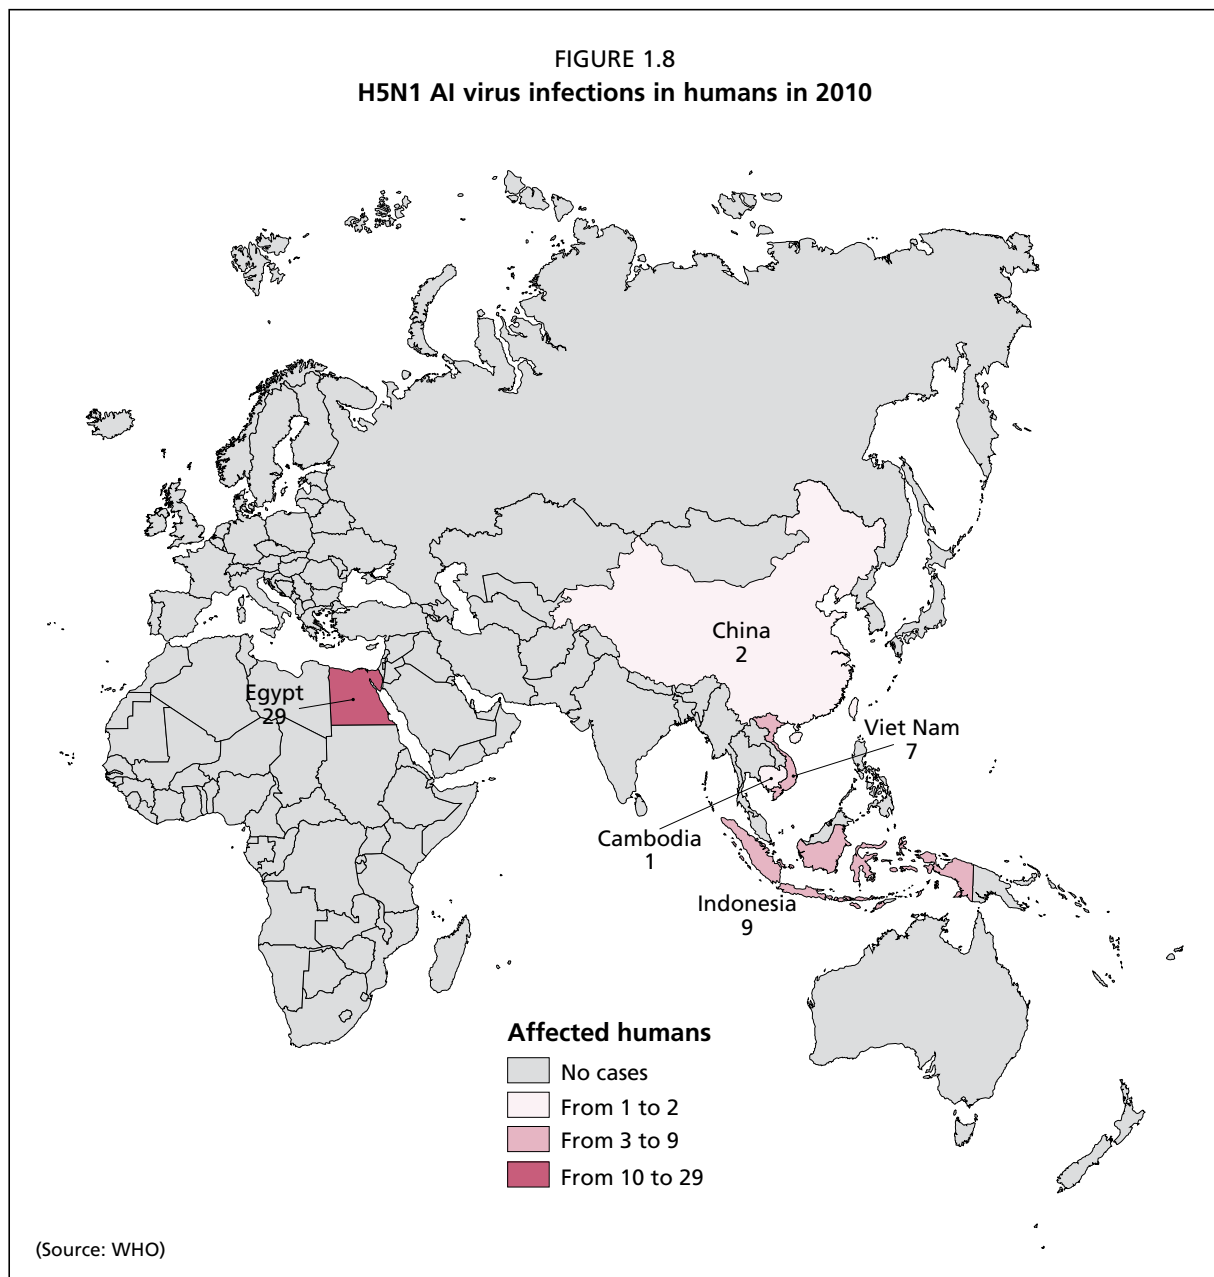 FIGURE 1.8
H5N1 AI virus infections in humans in 2010
China
2
Egypt
29
Viet Nam
7
Cambodia
1
Indonesia
9
Affected humans
No cases
From 1 to 2
From 3 to 9
From 10 to 29
(Source: WHO)